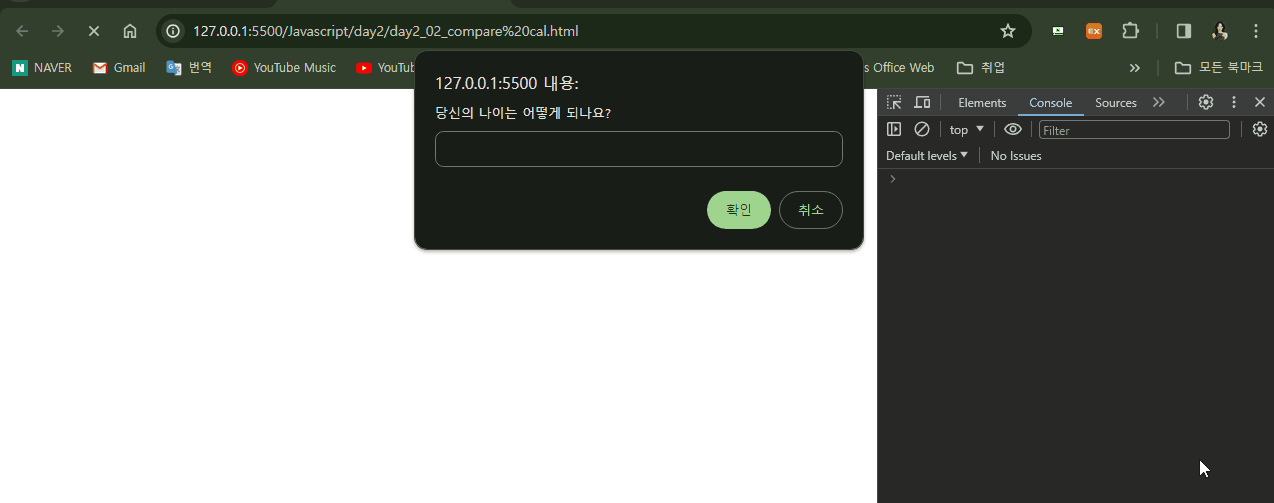 127.0.0.1:5500/Javascript/day2/day2_02_compare%20cal.html
EX
N NAVER Gmail 번역 YouTube Music YouTu s Office Web 취업 » 모든 북마크
127.0.0.1:5500 내용:
당신의 나이는 어떻게 되나요?
확인 취소
Elements Console Sources
top Filter
Default levels No Issues